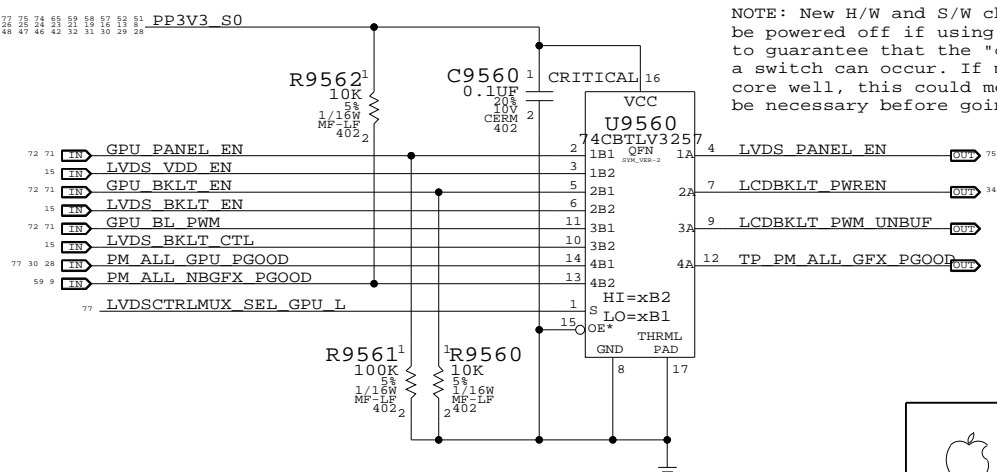 77 75 74 65 59 58 57 52 51
26 25 24 23 21 19 16 13 8
48 47 46 42 32 31 30 29 28
PP3V3_S0
NOTE: New H/W and S/W
be powered off if using
to guarantee that the
a switch can occur. If
core well, this could
be necessary before
R9562
1
10K
5%
1/16W
MF-LF
402
2
C9560
1
0.1UF
20%
10V
CERM
402
2
CRITICAL
16
VCC
U9560
74CBTLV3257
QFN
SYM_VER-2
72 71 IN GPU_PANEL_EN 2 1B1
15 IN LVDS_VDD_EN 3 1B2
72 71 IN GPU_BKLT_EN 5 2B1
15 IN LVDS_BKLT_EN 6 2B2
72 71 IN GPU_BL_PWM 11 3B1
15 IN LVDS_BKLT_CTL 10 3B2
77 30 28 IN PM_ALL_GPU_PGOOD 14 4B1
59 9 IN PM_ALL_NBGFX_PGOOD 13 4B2
77 LVDSCTRLMUX_SEL_GPU_L 1 S
1A 4 LVDS_PANEL_EN OUT 75
2A 7 LCDBKLT_PWREN OUT 34
3A 9 LCDBKLT_PWM_UNBUF OUT
4A 12 TP_PM_ALL_GFX_PGOOD OUT
HI=xB2
LO=xB1
15 OE*
THRML
GND PAD
8 17
R9561
1
100K
5%
1/16W
MF-LF
402
2
R9560
1
10K
5%
1/16W
MF-LF
402
2